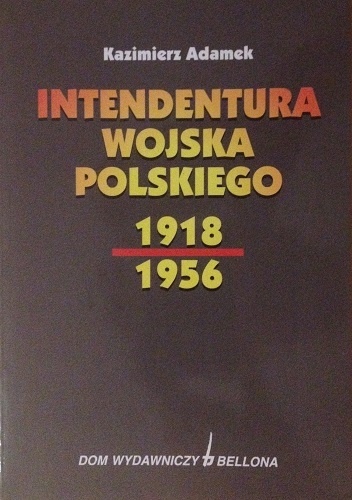 Kazimierz Adamek
INTENDENTURA
WOJSKA
POLSKIEGO
1918
1956
DOM WYDAWNICZY BELLONA